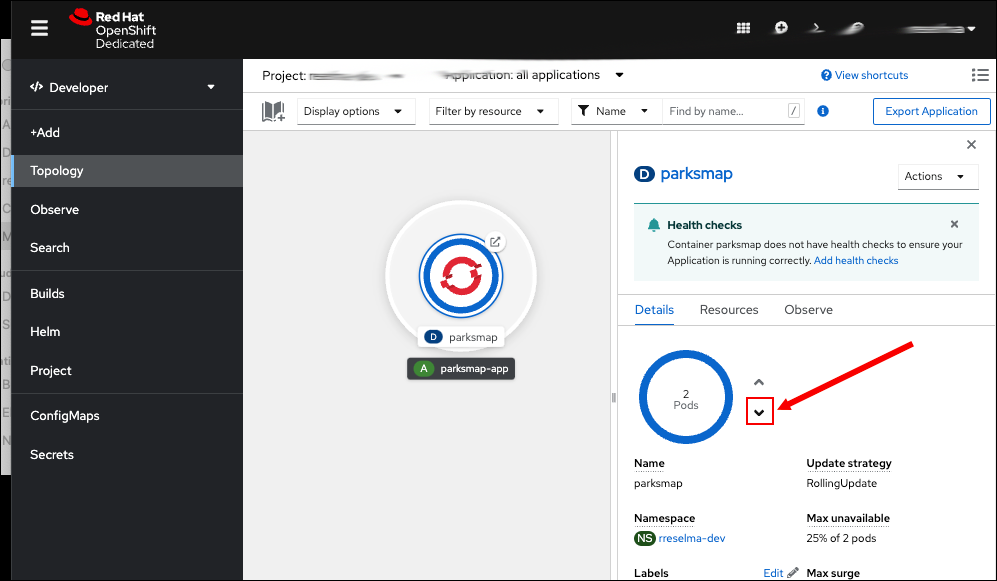 Red Hat
OpenShift
Dedicated
Project:
Application: all applications
View shortcuts
Developer
+Add
Topology
Observe
Search
Builds
Helm
Project
ConfigMaps
Secrets
Display options
Filter by resource
Name
Find by name...
/
Export Application
D parksmap
A parksmap-app
D parksmap
Actions
Health checks
Container parksmap does not have health checks to ensure your
Application is running correctly. Add health checks
Details Resources Observe
2
Pods
Name
parksmap
Update strategy
RollingUpdate
Namespace
NS rreselma-dev
Max unavailable
25% of 2 pods
Labels
Edit
Max surge